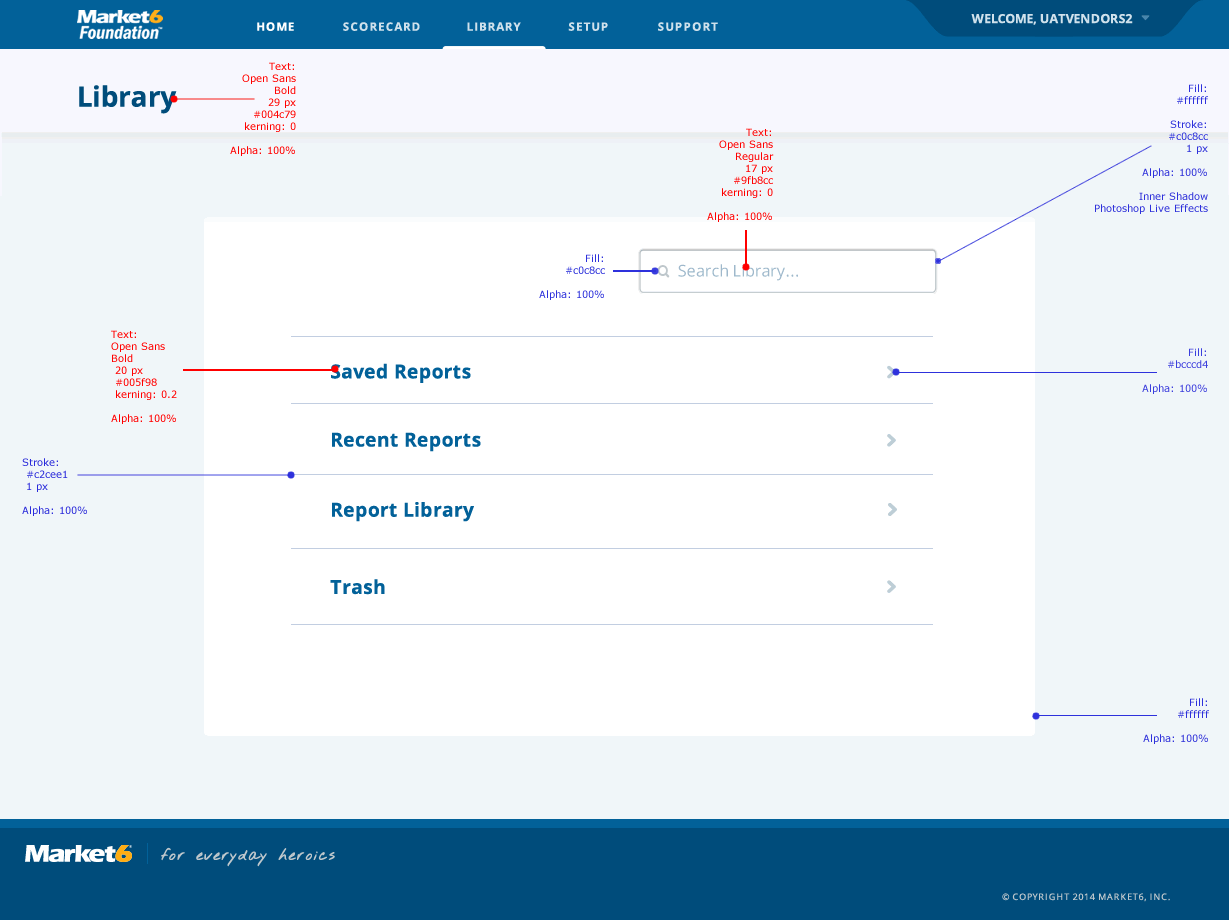 Market6
Foundation™
HOME
SCORECARD
LIBRARY
SETUP
SUPPORT
WELCOME, UATVENDORS2
Library
Text:
Open Sans
Bold
29 px
#004c79
kerning: 0
Alpha: 100%
Text:
Open Sans
Regular
17 px
#9fb8cc
kerning: 0
Alpha: 100%
Fill:
#ffffff
Stroke:
#c0c8cc
1 px
Alpha: 100%
Inner Shadow
Photoshop Live Effects
Fill:
#c0c8cc
Alpha: 100%
Search Library...
Text:
Open Sans
Bold
20 px
#005f98
kerning: 0.2
Alpha: 100%
Saved Reports
Fill:
#bcccd4
Alpha: 100%
Recent Reports
Stroke:
#c2cee1
1 px
Alpha: 100%
Report Library
Trash
Fill:
#ffffff
Alpha: 100%
Market6
for everyday heroics
© COPYRIGHT 2014 MARKET6, INC.